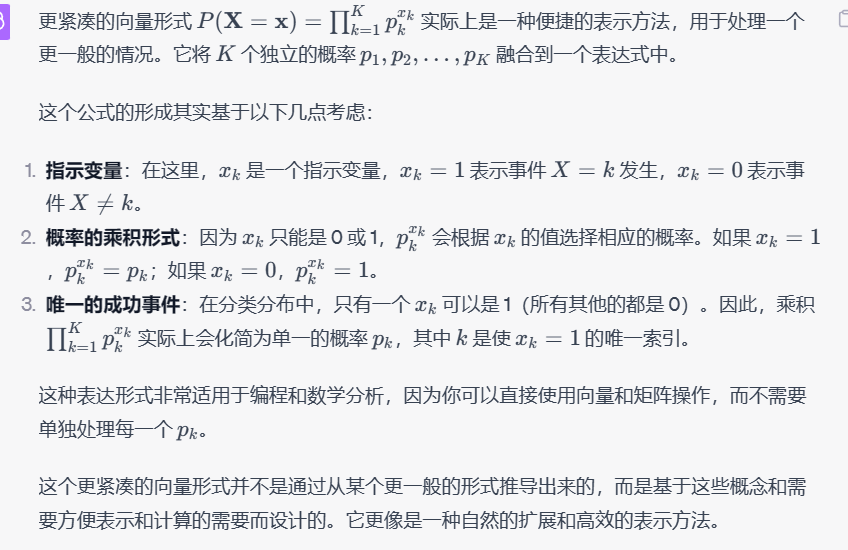 更紧凑的向量形式 P(X = x) = ∏_{k=1}^{K} p_k^{x_k} 实际上是一种便捷的表示方法，用于处理一个
更一般的情况。它将 K 个独立的概率 p_1, p_2, . . . , p_K 融合到一个表达式中。
这个公式的形成其实基于以下几点考虑：
1. 指示变量：在这里，x_k 是一个指示变量，x_k = 1 表示事件 X = k 发生，x_k = 0 表示事
件 X ≠ k。
2. 概率的乘积形式：因为 x_k 只能是 0 或 1，p_k^{x_k} 会根据 x_k 的值选择相应的概率。如果 x_k = 1
，p_k^{x_k} = p_k；如果 x_k = 0，p_k^{x_k} = 1。
3. 唯一的成功事件：在分类分布中，只有一个 x_k 可以是 1（所有其他的都是 0）。因此，乘积
∏_{k=1}^{K} p_k^{x_k} 实际上会化简为单一的概率 p_k，其中 k 是使 x_k = 1 的唯一索引。
这种表达形式非常适用于编程和数学分析，因为你可以直接使用向量和矩阵操作，而不需要
单独处理每一个 p_k。
这个更紧凑的向量形式并不是通过从某个更一般的形式推导出来的，而是基于这些概念和需
要方便表示和计算的需要而设计的。它更像是一种自然的扩展和高效的表示方法。